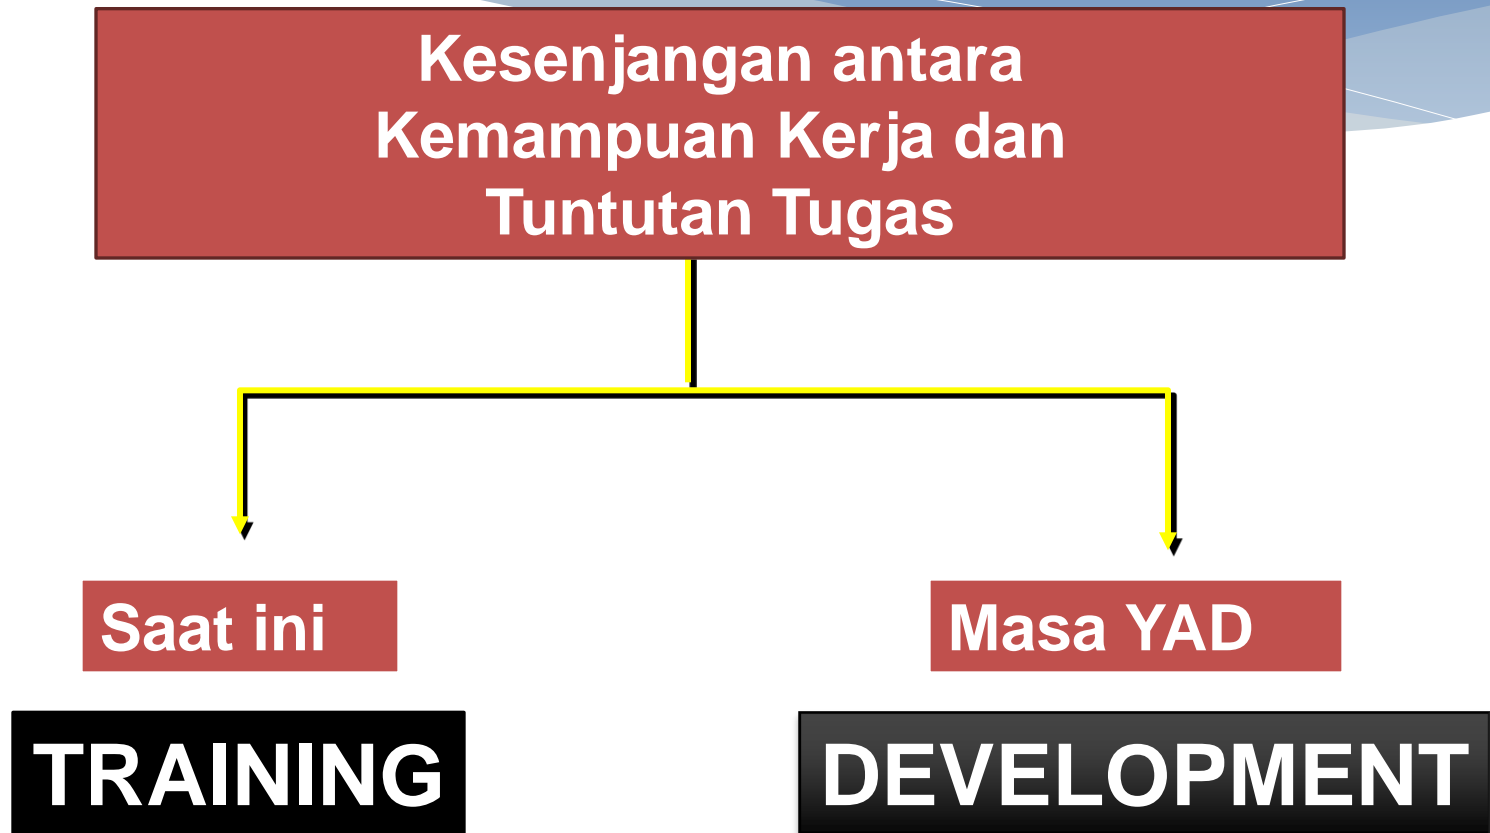 Kesenjangan antara
Kemampuan Kerja dan
Tuntutan Tugas
Saat ini
Masa YAD
TRAINING
DEVELOPMENT